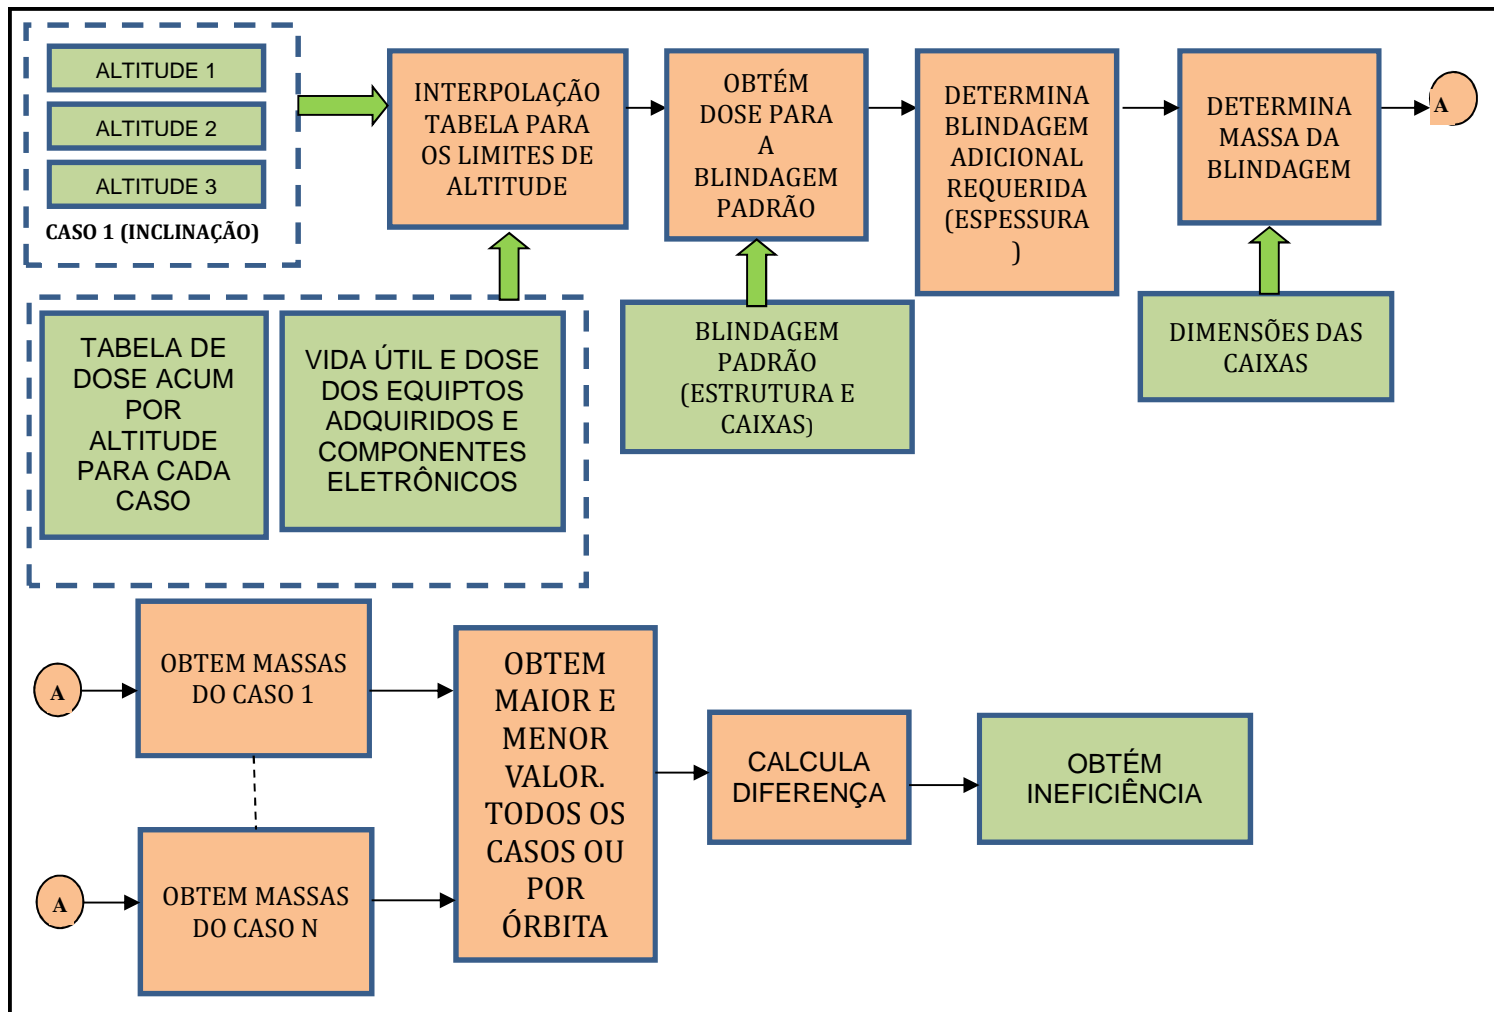 ALTITUDE 1
ALTITUDE 2
ALTITUDE 3
CASO 1 (INCLINAÇÃO)
INTERPOLAÇÃO
TABELA PARA
OS LIMITES DE
ALTITUDE
OBTÉM
DOSE PARA
A
BLINDAGEM
PADRÃO
DETERMINA
BLINDAGEM
ADICIONAL
REQUERIDA
(ESPESSURA
)
DETERMINA
MASSA DA
BLINDAGEM
A
TABELA DE
DOSE ACUM
POR
ALTITUDE
PARA CADA
CASO
VIDA ÚTIL E DOSE
DOS EQUIPTOS
ADQUIRIDOS E
COMPONENTES
ELETRÔNICOS
BLINDAGEM
PADRÃO
(ESTRUTURA E
CAIXAS)
DIMENSÕES DAS
CAIXAS
A
OBTEM MASSAS
DO CASO 1
A
OBTEM MASSAS
DO CASO N
OBTEM
MAIOR E
MENOR
VALOR.
TODOS OS
CASOS OU
POR
ÓRBITA
CALCULA
DIFERENÇA
OBTÉM
INEFICIÊNCIA